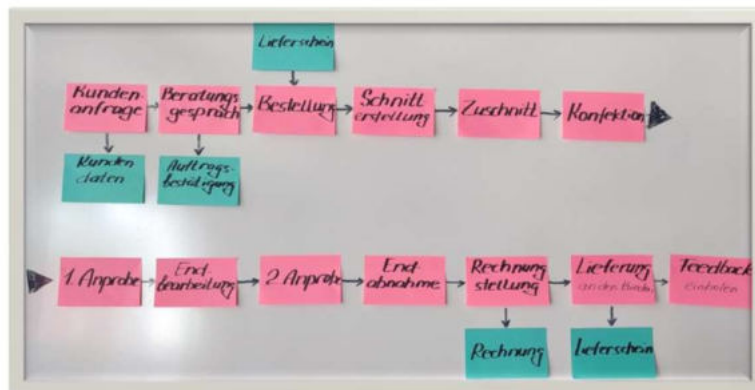 Lieferschein
Kunden-
anfrage
Beratungs
gespräch
Bestellung
Schnitt
erstellung
Zuschnitt
Konfektion
Kunden
daten
Auftrags-
bestätigung
1. Anprobe
End-
bearbeitung
2 Anprobe
End-
abnahme
Rechnung
stellung
Lieferung
Feedback
einholen
Rechnung
Lieferschein